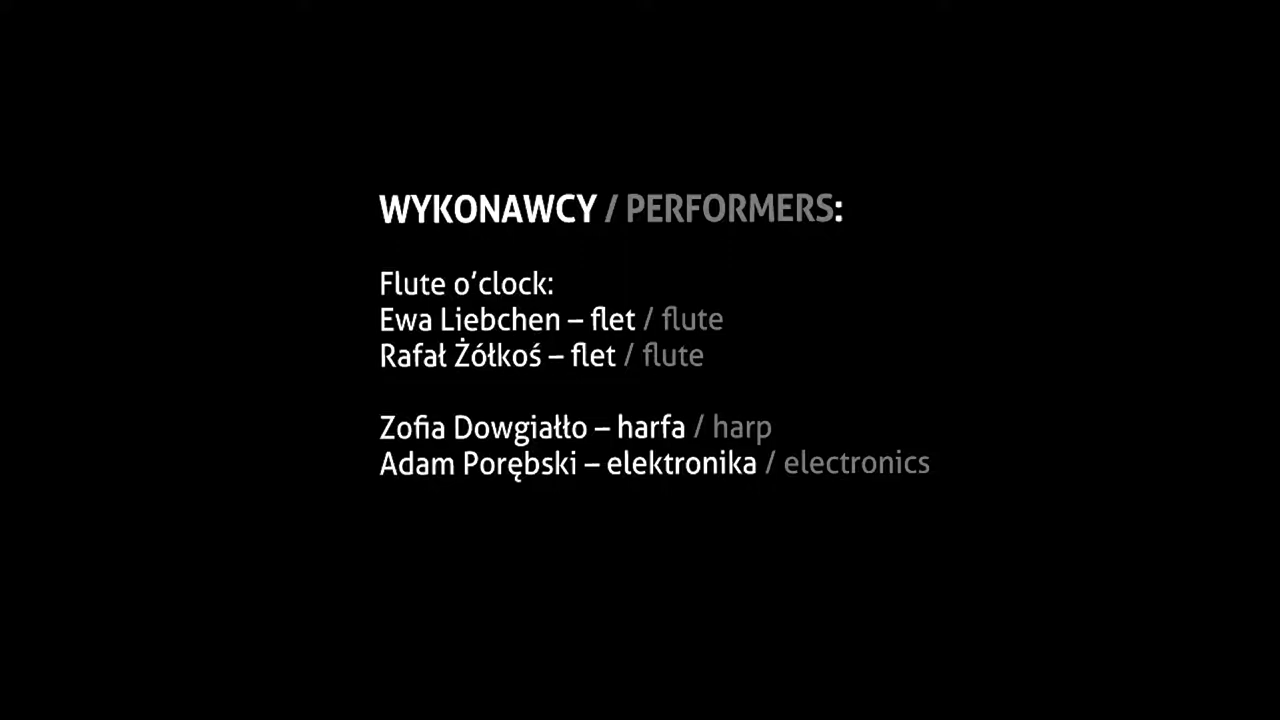 WYKONAWCY / PERFORMERS:
Flute o’clock:
Ewa Liebchen – flet / flute
Rafał Żółkoś – flet / flute
Zofia Dowgiałło – harfa / harp
Adam Porębski – elektronika / electronics